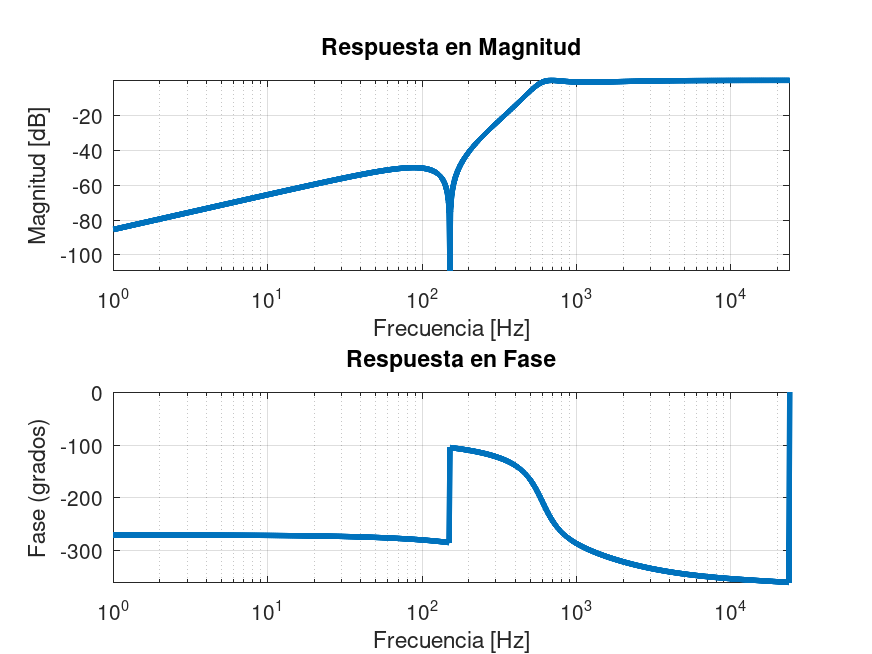 Respuesta en Magnitud
Magnitud [dB]
-20
-40
-60
-80
-100
10^0 10^1 10^2 10^3 10^4
Frecuencia [Hz]
Respuesta en Fase
Fase (grados)
0
-100
-200
-300
10^0 10^1 10^2 10^3 10^4
Frecuencia [Hz]